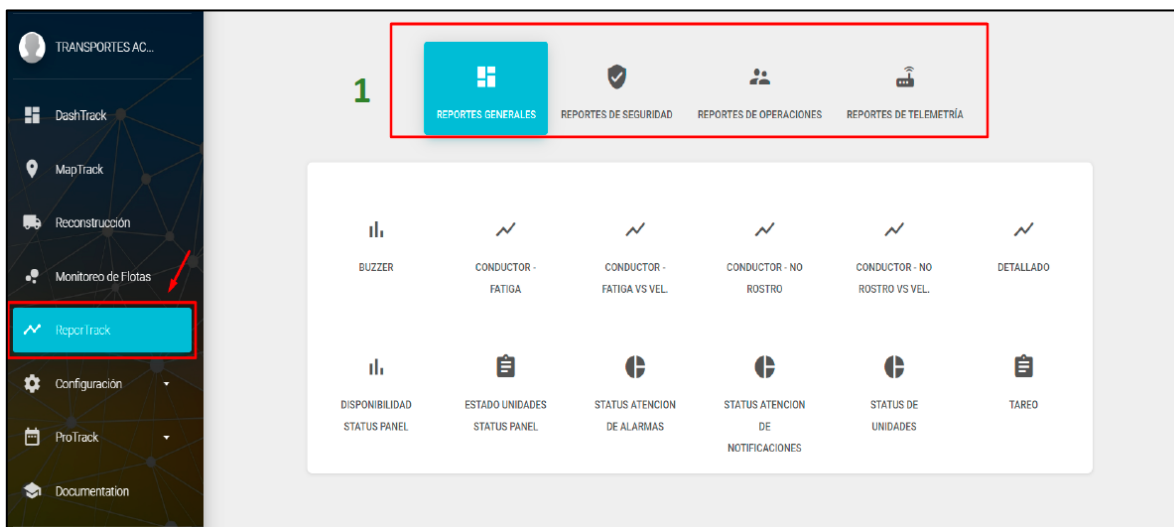 TRANSPORTES AC...
DashTrack
MapTrack
Reconstrucción
Monitoreo de Flotas
ReporTrack
Configuración
ProTrack
Documentation
1
REPORTES GENERALES
REPORTES DE SEGURIDAD
REPORTES DE OPERACIONES
REPORTES DE TELEMETRÍA
BUZZER
CONDUCTOR -
FATIGA
CONDUCTOR -
FATIGA VS VEL.
CONDUCTOR - NO
ROSTRO
CONDUCTOR - NO
ROSTRO VS VEL.
DETALLADO
DISPONIBILIDAD
STATUS PANEL
ESTADO UNIDADES
STATUS PANEL
STATUS ATENCION
DE ALARMAS
STATUS ATENCION
DE
NOTIFICACIONES
STATUS DE
UNIDADES
TAREO